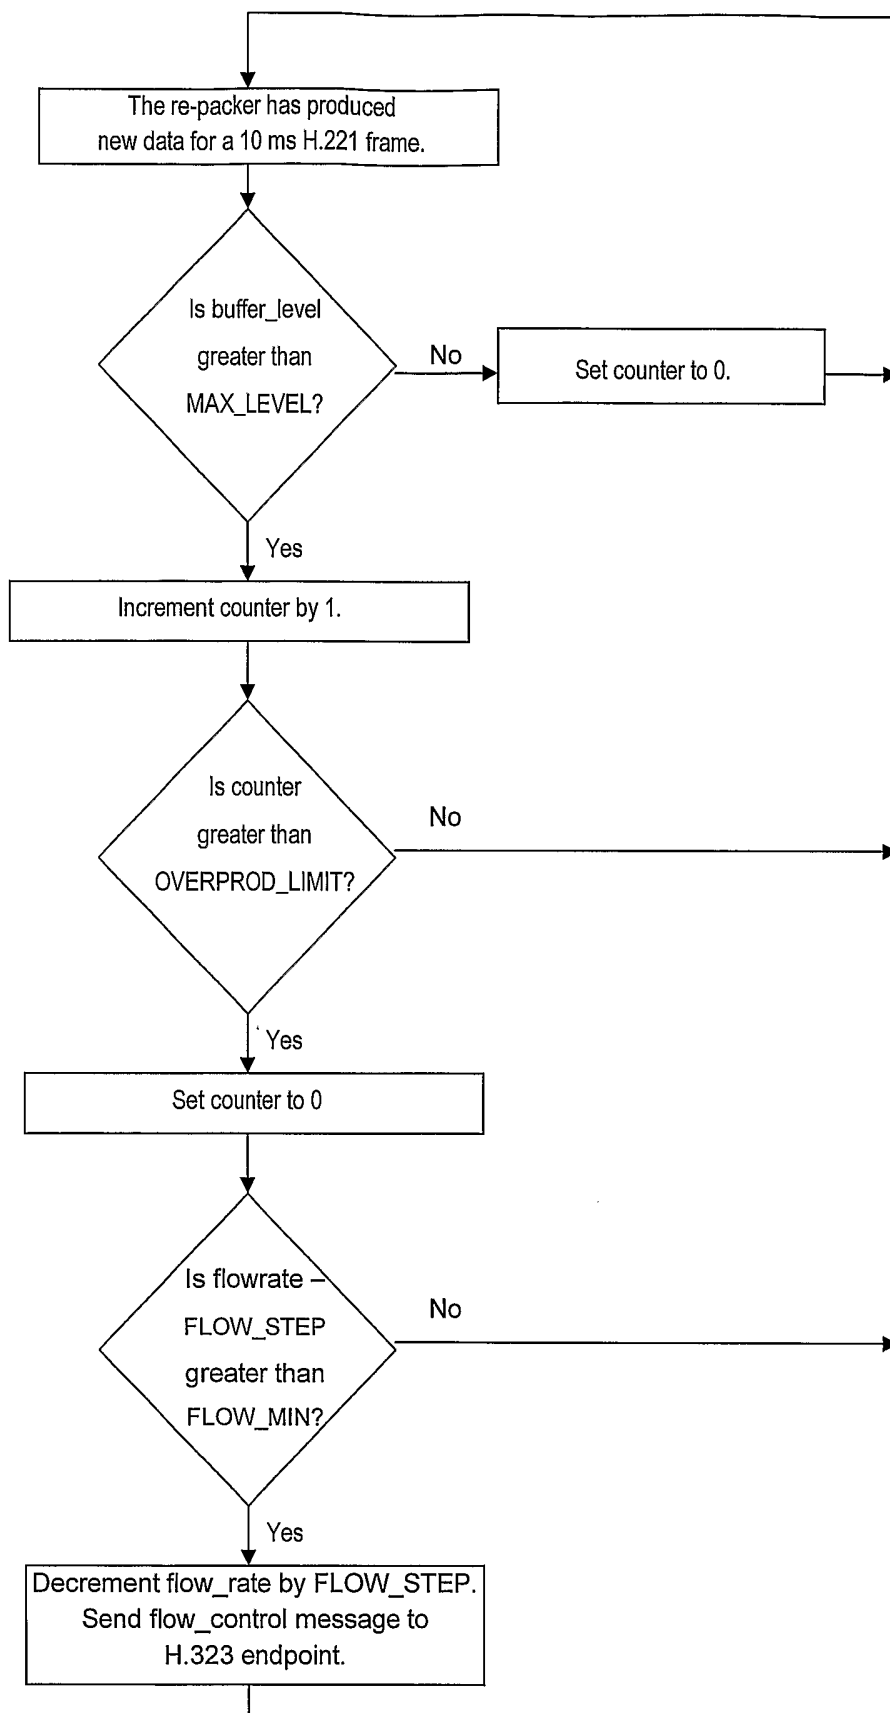 The re-packer has produced
new data for a 10 ms H.221 frame.
Is buffer_level
greater than
MAX_LEVEL?
No
Set counter to 0.
Yes
Increment counter by 1.
Is counter
greater than
OVERPROD_LIMIT?
No
Yes
Set counter to 0
Is flowrate –
FLOW_STEP
greater than
FLOW_MIN?
No
Yes
Decrement flow_rate by FLOW_STEP.
Send flow_control message to
H.323 endpoint.